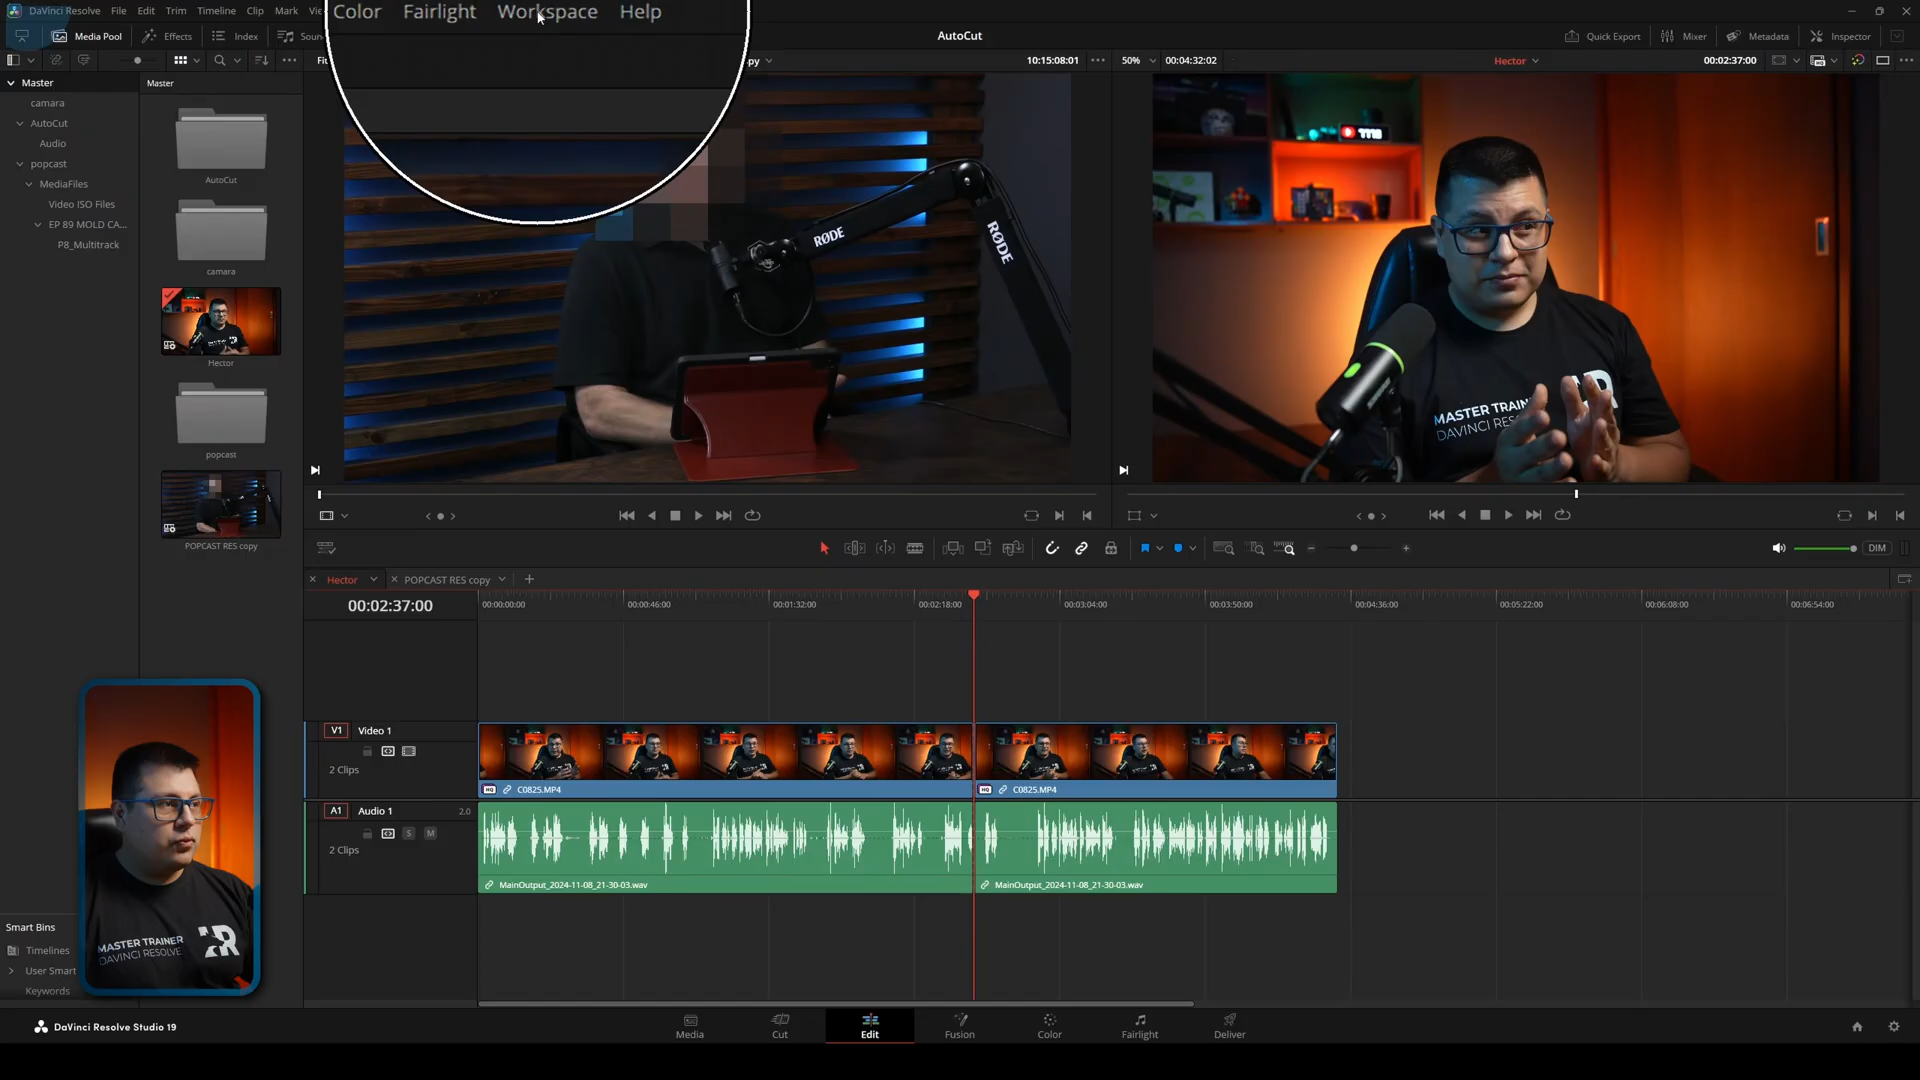 DaVinci Resolve File Edit Trim Timeline Clip Mark
Color Fairlight Workspace Help
Media Pool Effects Index
AutoCut
Quick Export Mixer Metadata Inspector
10:15:08:01
50% 00:04:32:02
Hector
00:02:37:00
Master
camara
AutoCut
Audio
popcast
MediaFiles
Video ISO Files
EP 89 MOLD CA...
P8_Multitrack
Master
AutoCut
camara
Hector
popcast
POPCAST RES copy
RØDE
RØDE
MASTER TRAINER
DAVINCI RESOLVE
DIM
Hector POPCAST RES copy
00:02:37:00
00:00:00:00 00:00:46:00 00:01:32:00 00:02:18:00 00:03:04:00 00:03:50:00 00:04:36:00 00:05:22:00 00:06:08:00 00:06:54:00
V1 Video 1
2 Clips
C0825.MP4 C0825.MP4
A1 Audio 1 2.0
S M
2 Clips
MainOutput_2024-11-08_21-30-03.wav MainOutput_2024-11-08_21-30-03.wav
Smart Bins
Timelines
User Smart
Keywords
MASTER TRAINER
DAVINCI RESOLVE
DaVinci Resolve Studio 19
Media Cut Edit Fusion Color Fairlight Deliver